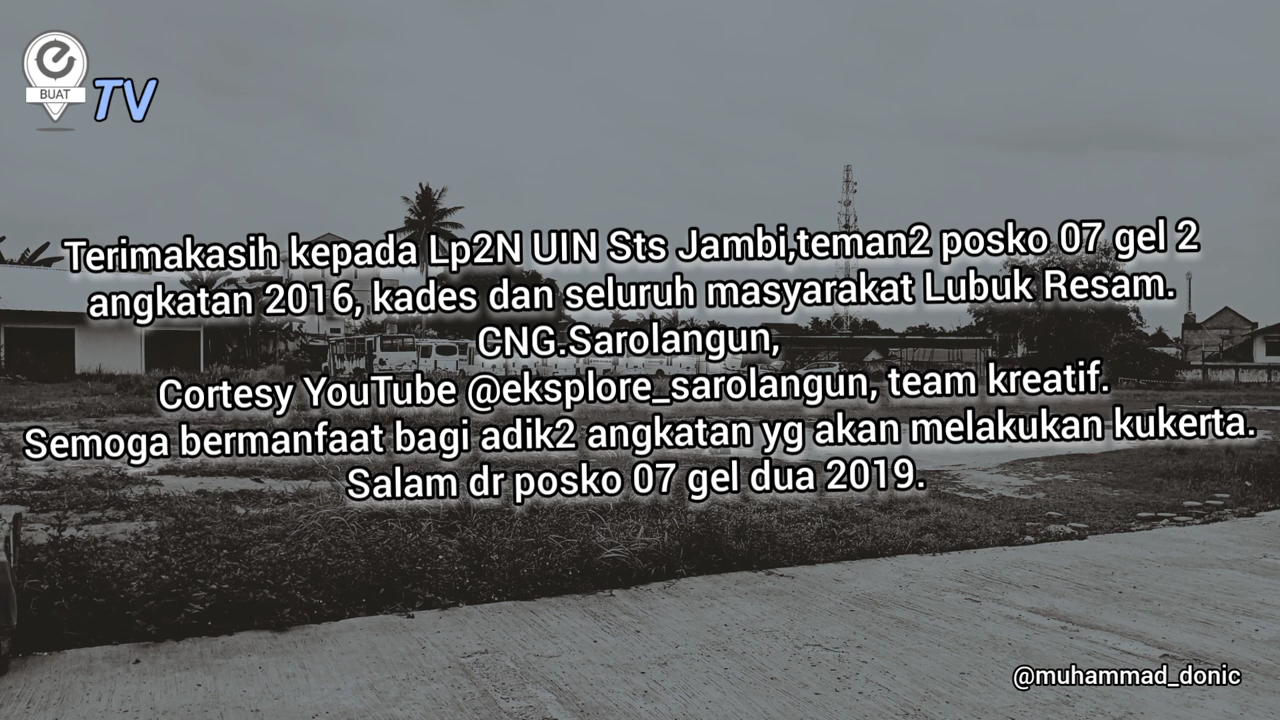 e
BUAT
TV
Terimakasih kepada Lp2N UIN Sts Jambi,teman2 posko 07 gel 2
angkatan 2016, kades dan seluruh masyarakat Lubuk Resam.
CNG.Sarolangun,
Cortesy YouTube @eksplore_sarolangun, team kreatif.
Semoga bermanfaat bagi adik2 angkatan yg akan melakukan kukerta.
Salam dr posko 07 gel dua 2019.
@muhammad_donic